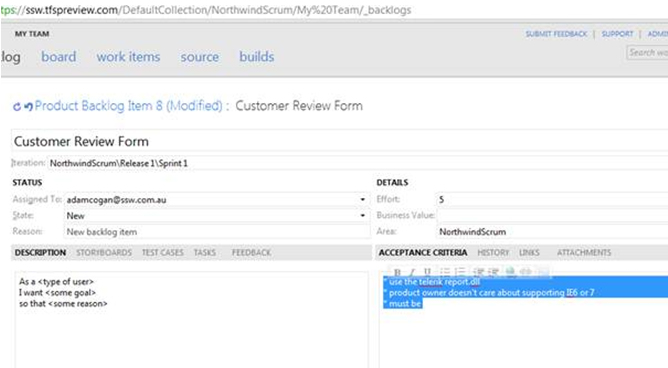 tps://ssw.tfspreview.com/DefaultCollection/NorthwindScrum/My%20Team/_backlogs
MY TEAM
SUBMIT FEEDBACK | SUPPORT | ADMI
log board work items source builds
Search wo
Product Backlog Item 8 (Modified) : Customer Review Form
Customer Review Form
Iteration: NorthwindScrum\Release 1\Sprint 1
STATUS DETAILS
Assigned To: adamcogan@ssw.com.au Effort: 5
State: New Business Value:
Reason: New backlog item Area: NorthwindScrum
DESCRIPTION STORYBOARDS TEST CASES TASKS FEEDBACK ACCEPTANCE CRITERIA HISTORY LINKS ATTACHMENTS
B I U
As a <type of user> * use the telerik report.dll
I want <some goal> * product owner doesn't care about supporting IE6 or 7
so that <some reason> * must be